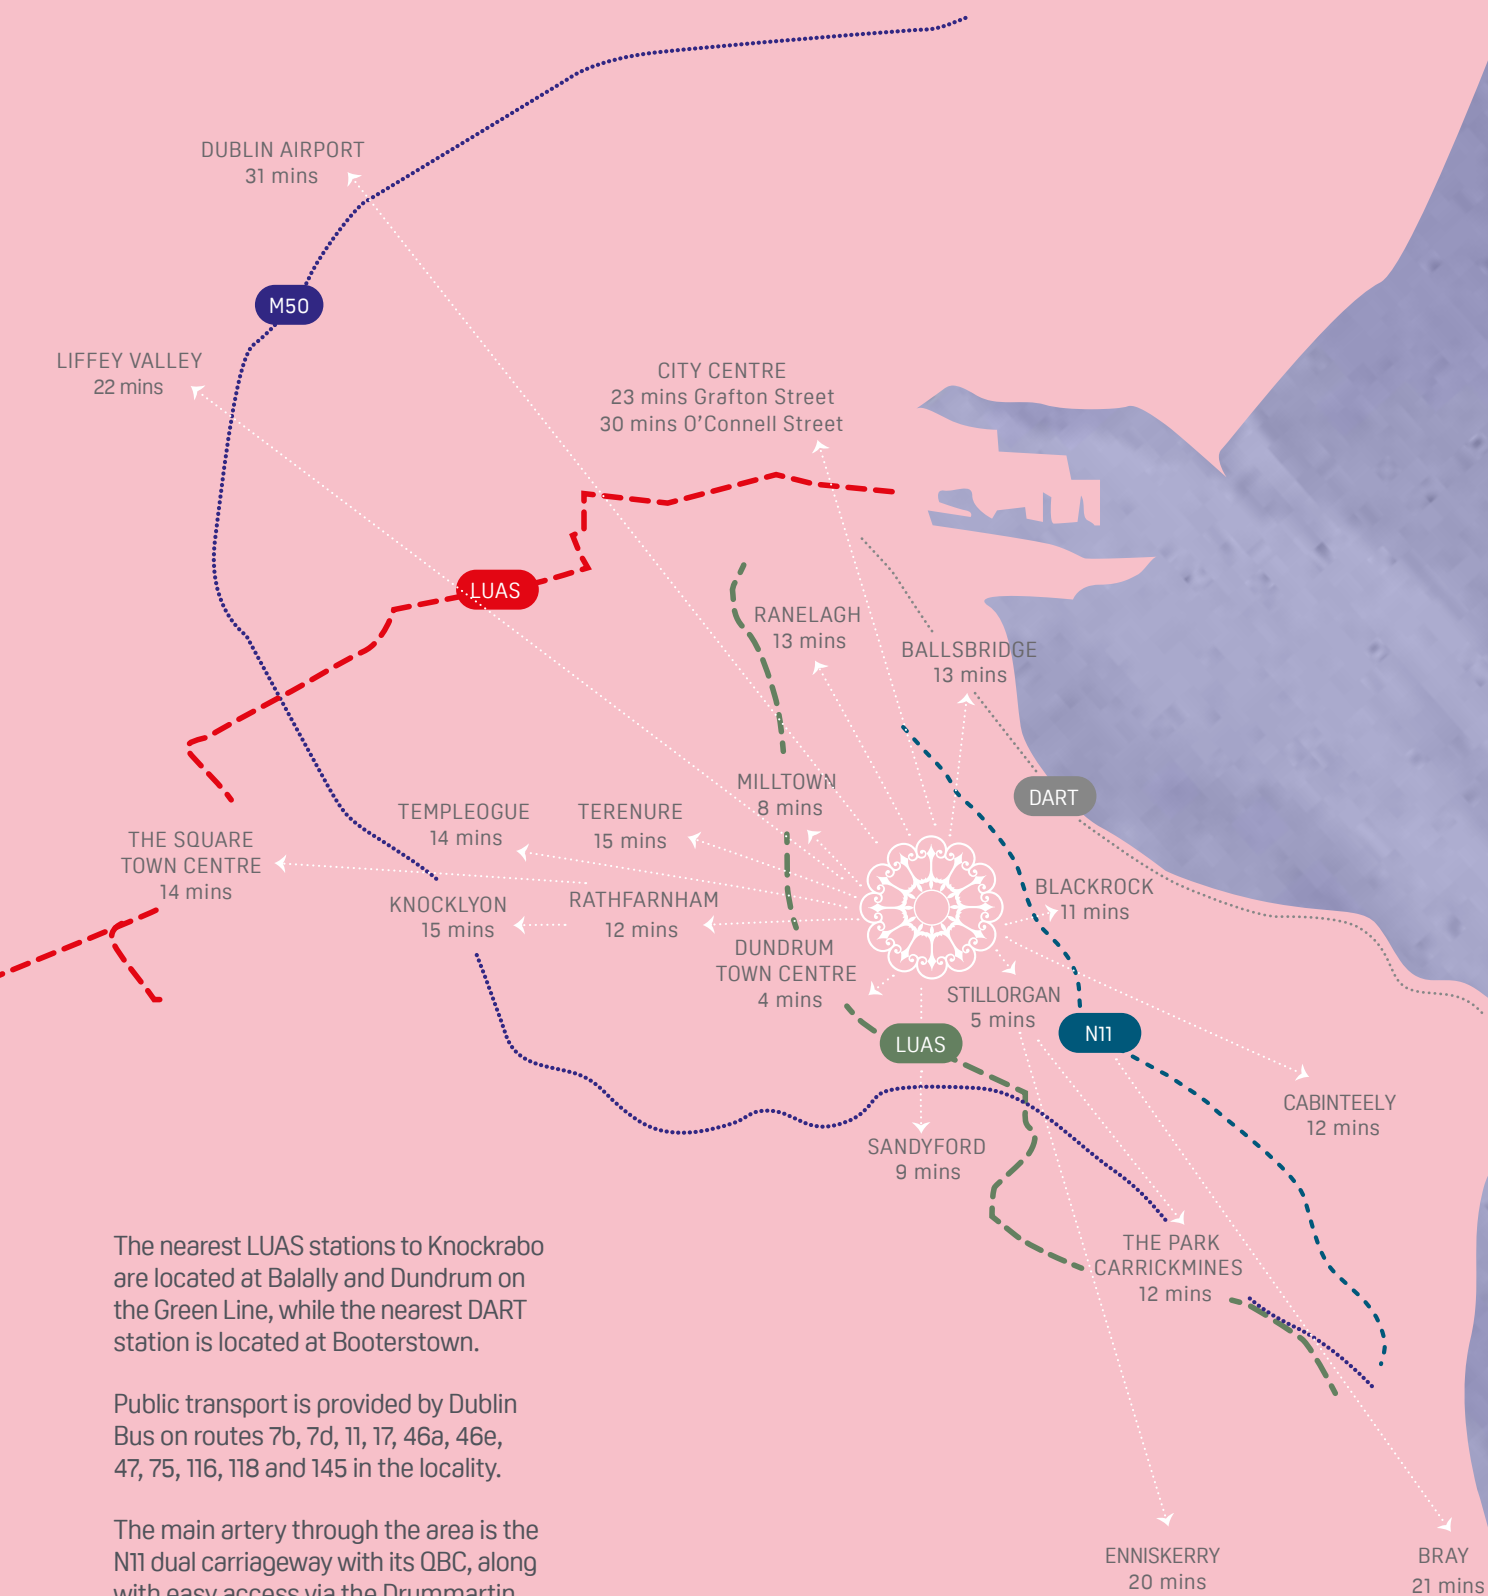 DUBLIN AIRPORT
31 mins
M50
LIFFEY VALLEY
22 mins
CITY CENTRE
23 mins Grafton Street
30 mins O'Connell Street
LUAS
RANELAGH
13 mins
BALLSBRIDGE
13 mins
DART
MILLTOWN
8 mins
TEMPLEOGUE
14 mins
TERENURE
15 mins
THE SQUARE
TOWN CENTRE
14 mins
KNOCKLYON
15 mins
RATHFARNHAM
12 mins
BLACKROCK
11 mins
DUNDRUM
TOWN CENTRE
4 mins
STILLORGAN
5 mins
N11
LUAS
CABINTEELY
12 mins
SANDYFORD
9 mins
THE PARK
CARRICKMINES
12 mins
ENNISKERRY
20 mins
BRAY
21 mins
The nearest LUAS stations to Knockrabo
are located at Balally and Dundrum on
the Green Line, while the nearest DART
station is located at Booterstown.
Public transport is provided by Dublin
Bus on routes 7b, 7d, 11, 17, 46a, 46e,
47, 75, 116, 118 and 145 in the locality.
The main artery through the area is the
N11 dual carriageway with its QBC, along
with easy access via the Drummartin